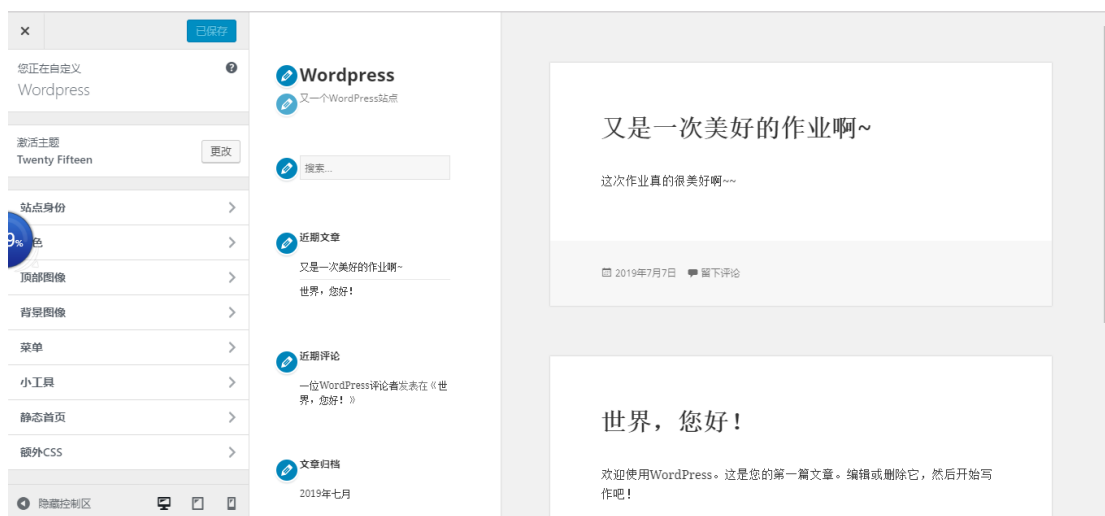 × 已保存
您正在自定义
Wordpress
激活主题
Twenty Fifteen
更改
站点身份
9%
色
顶部图像
背景图像
菜单
小工具
静态首页
额外CSS
隐藏控制区
Wordpress
又一个WordPress站点
搜索...
近期文章
又是一次美好的作业啊~
世界，您好！
近期评论
一位WordPress评论者发表在《世
界，您好！》
文章归档
2019年七月
又是一次美好的作业啊~
这次作业真的很美好啊~~
2019年7月7日 留下评论
世界，您好！
欢迎使用WordPress。这是您的第一篇文章。编辑或删除它，然后开始写
作吧！